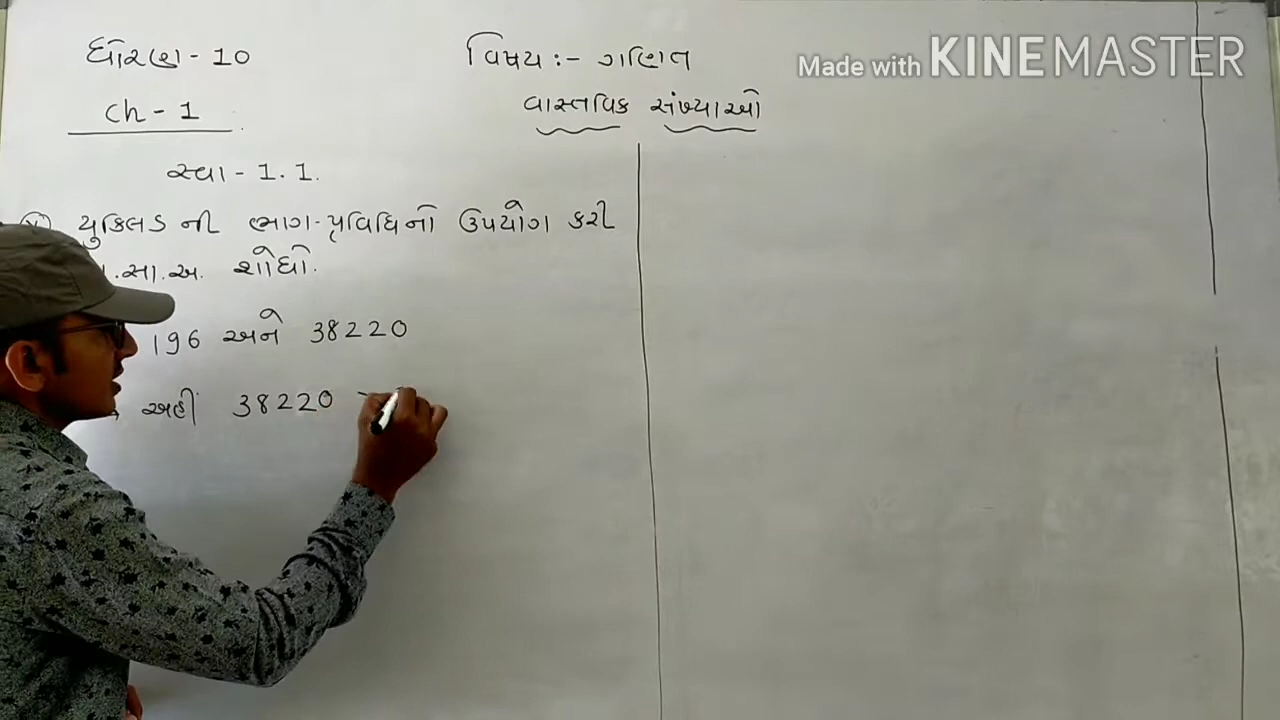 ધોરણ - 10
વિષય :- ગણિત
Made with KINEMASTER
ch - 1
વાસ્તવિક સંખ્યાઓ
સ્વા - 1.1.
યુક્લિડ ની ભાગ-પ્રવિધિનો ઉપયોગ કરી
.સા.અ. શોધો.
196 અને 38220
અહીં 38220